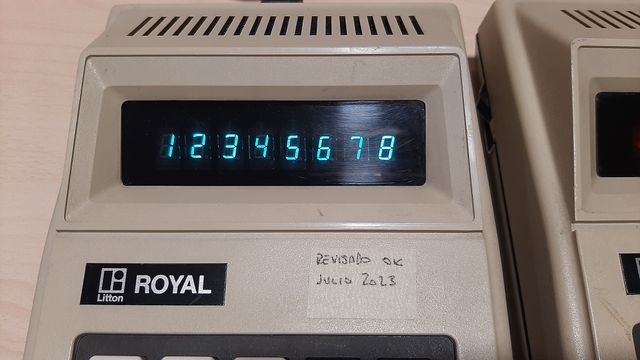 12345678
Litton
ROYAL
REVISADO OK
JULIO 2023